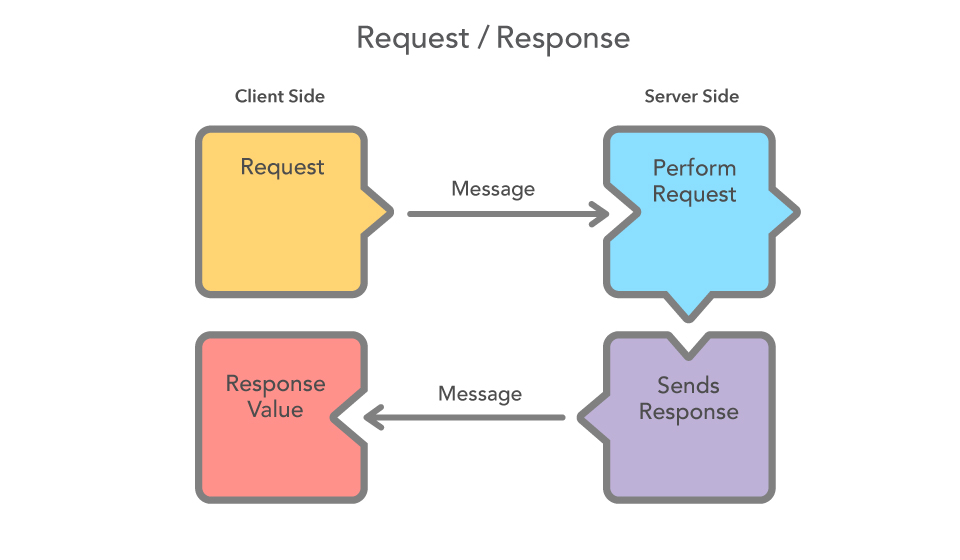 Request / Response
Client Side
Server Side
Request
Message
Perform
Request
Response
Value
Message
Sends
Response